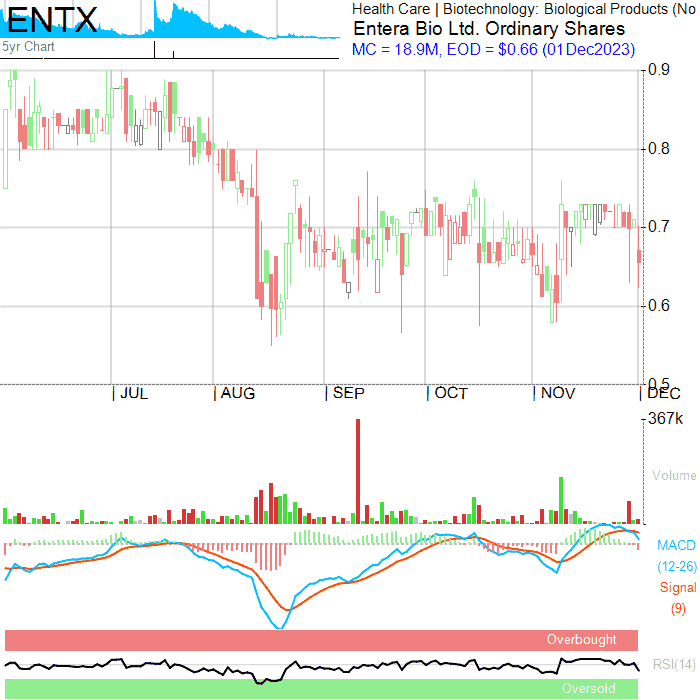 ENTX
Health Care | Biotechnology: Biological Products (No
Entera Bio Ltd. Ordinary Shares
5yr Chart
MC = 18.9M, EOD = $0.66 (01Dec2023)
0.9
0.8
0.7
0.6
0.5
| JUL | AUG | SEP | OCT | NOV | DEC
367k
Volume
MACD
(12-26)
Signal
(9)
Overbought
RSI(14)
Oversold